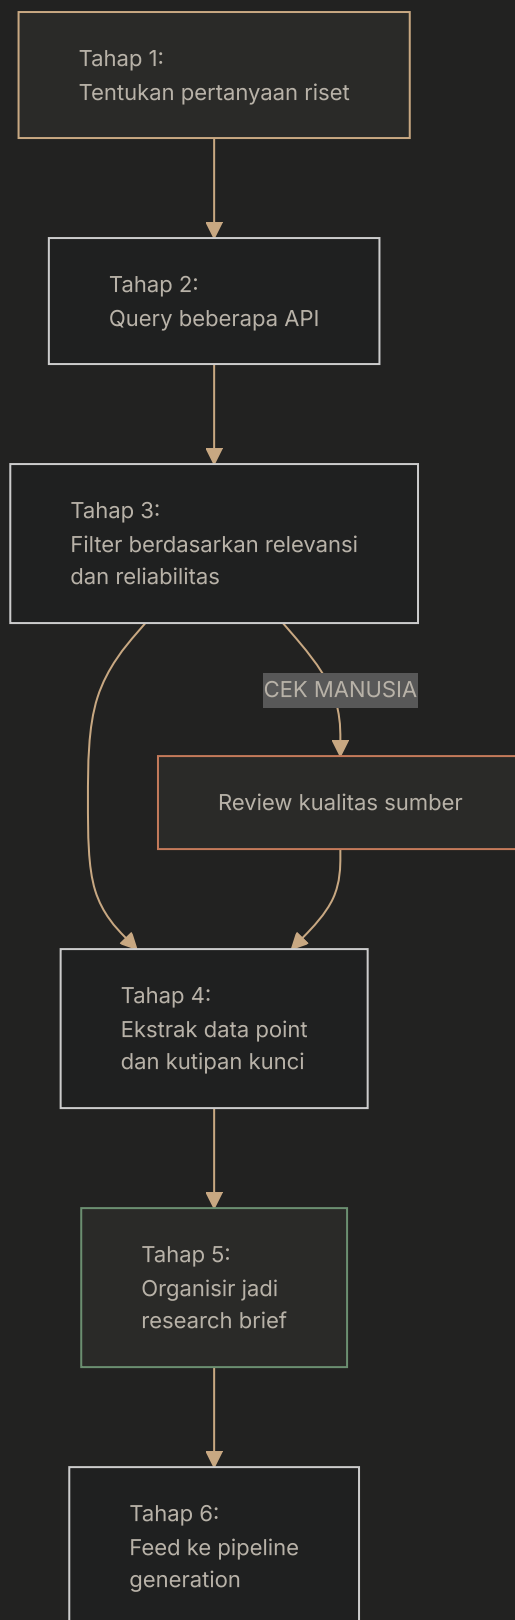 Tahap 1:
Tentukan pertanyaan riset
Tahap 2:
Query beberapa API
Tahap 3:
Filter berdasarkan relevansi
dan reliabilitas
CEK MANUSIA
Review kualitas sumber
Tahap 4:
Ekstrak data point
dan kutipan kunci
Tahap 5:
Organisir jadi
research brief
Tahap 6:
Feed ke pipeline
generation